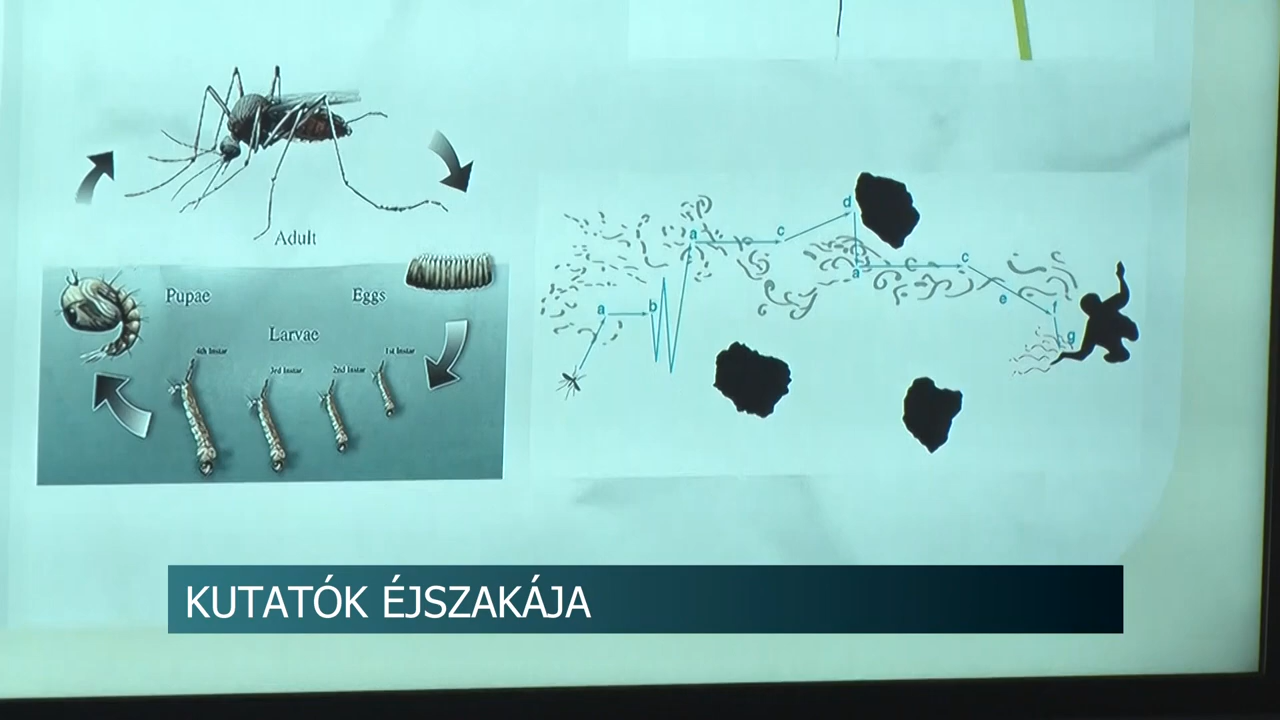 Adult
Pupae
Eggs
Larvae
4th Instar
3rd Instar
2nd Instar
1st Instar
a
b
a
c
d
a
c
e
f
g
KUTATÓK ÉJSZAKÁJA